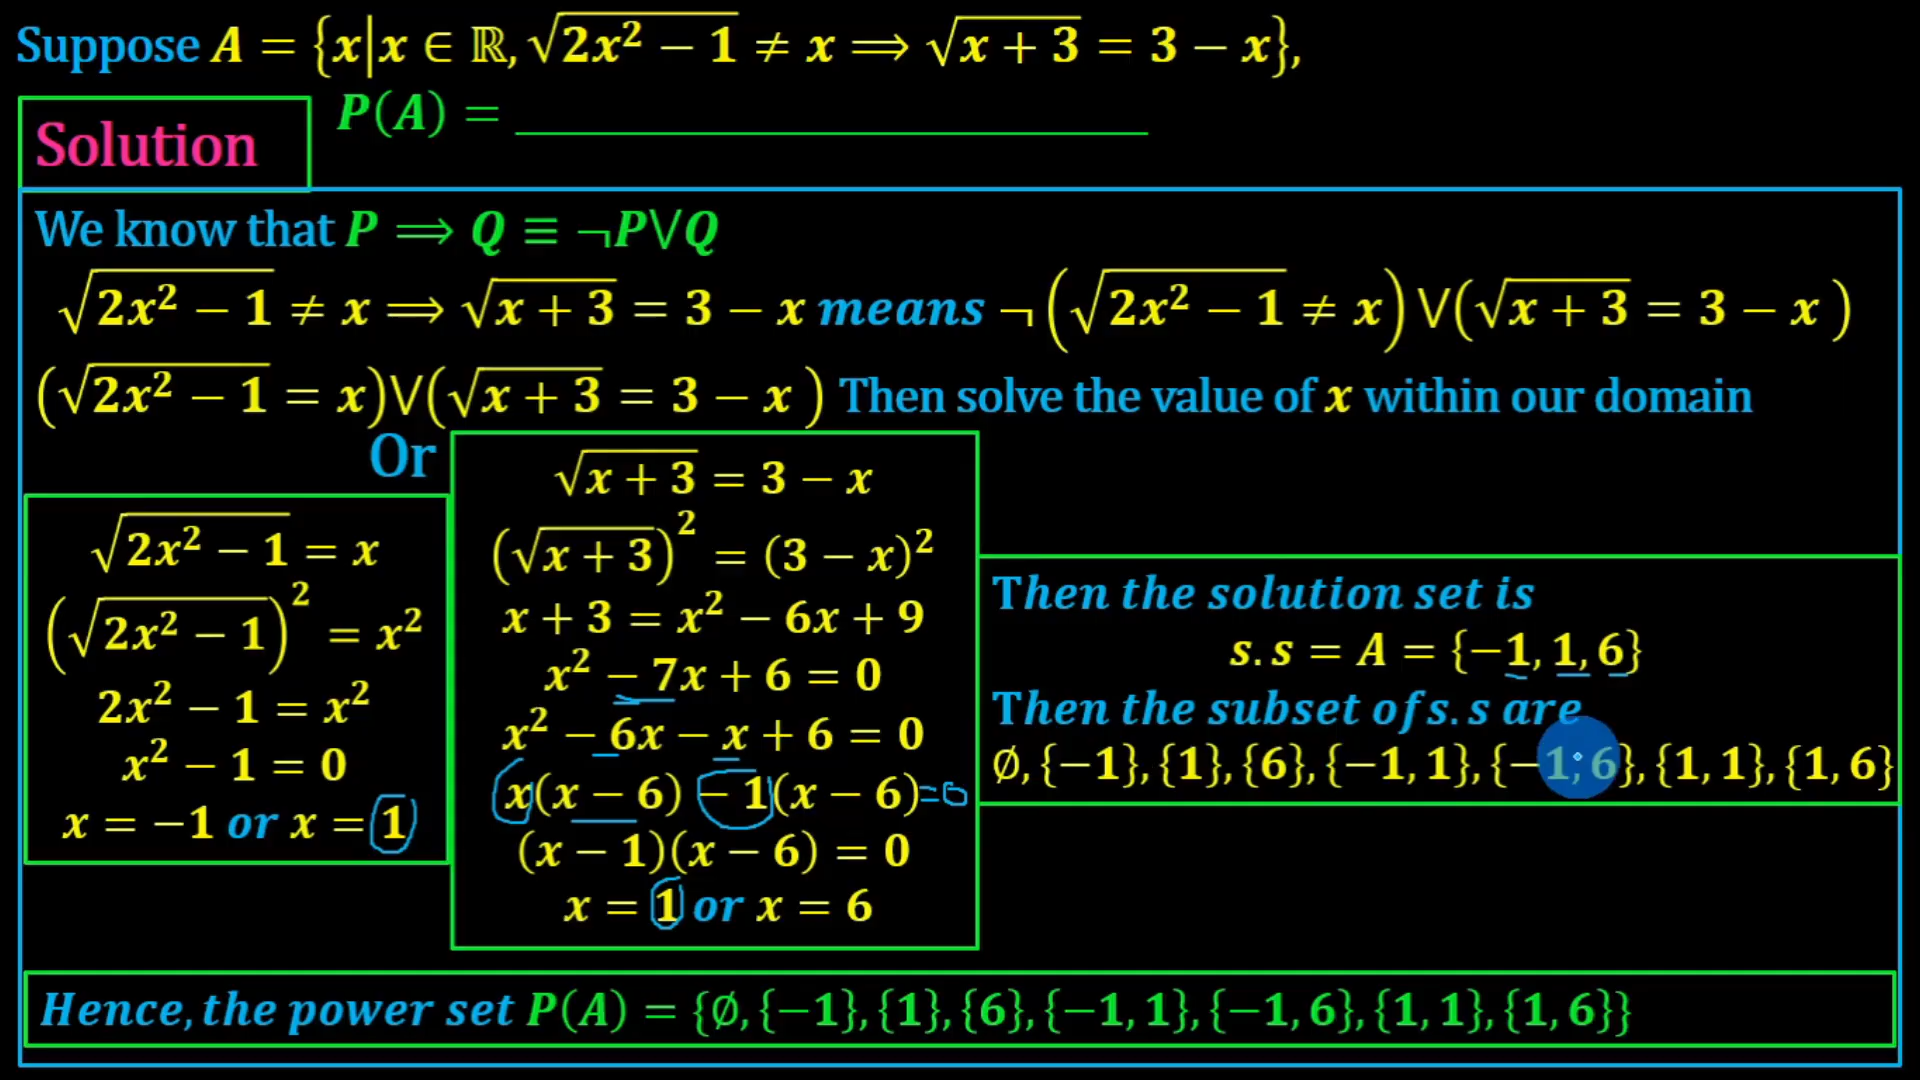 Suppose A = {x|x ∈ ℝ, √(2x² − 1) ≠ x ⟹ √(x + 3) = 3 − x},
P(A) = ____________________
Solution
We know that P ⟹ Q ≡ ¬P⋁Q
√(2x² − 1) ≠ x ⟹ √(x + 3) = 3 − x means ¬(√(2x² − 1) ≠ x)⋁(√(x + 3) = 3 − x )
(√(2x² − 1) = x)⋁(√(x + 3) = 3 − x ) Then solve the value of x within our domain
Or
√(2x² − 1) = x
(√(2x² − 1))² = x²
2x² − 1 = x²
x² − 1 = 0
x = −1 or x = 1
√(x + 3) = 3 − x
(√(x + 3))² = (3 − x)²
x + 3 = x² − 6x + 9
x² − 7x + 6 = 0
x² − 6x − x + 6 = 0
x(x − 6) − 1(x − 6) =0
(x − 1)(x − 6) = 0
x = 1 or x = 6
Then the solution set is
s.s = A = {−1, 1, 6}
Then the subset of s.s are
∅, {−1}, {1}, {6}, {−1, 1}, {−1, 6}, {1, 1}, {1, 6}
Hence, the power set P(A) = {∅, {−1}, {1}, {6}, {−1, 1}, {−1, 6}, {1, 1}, {1, 6}}